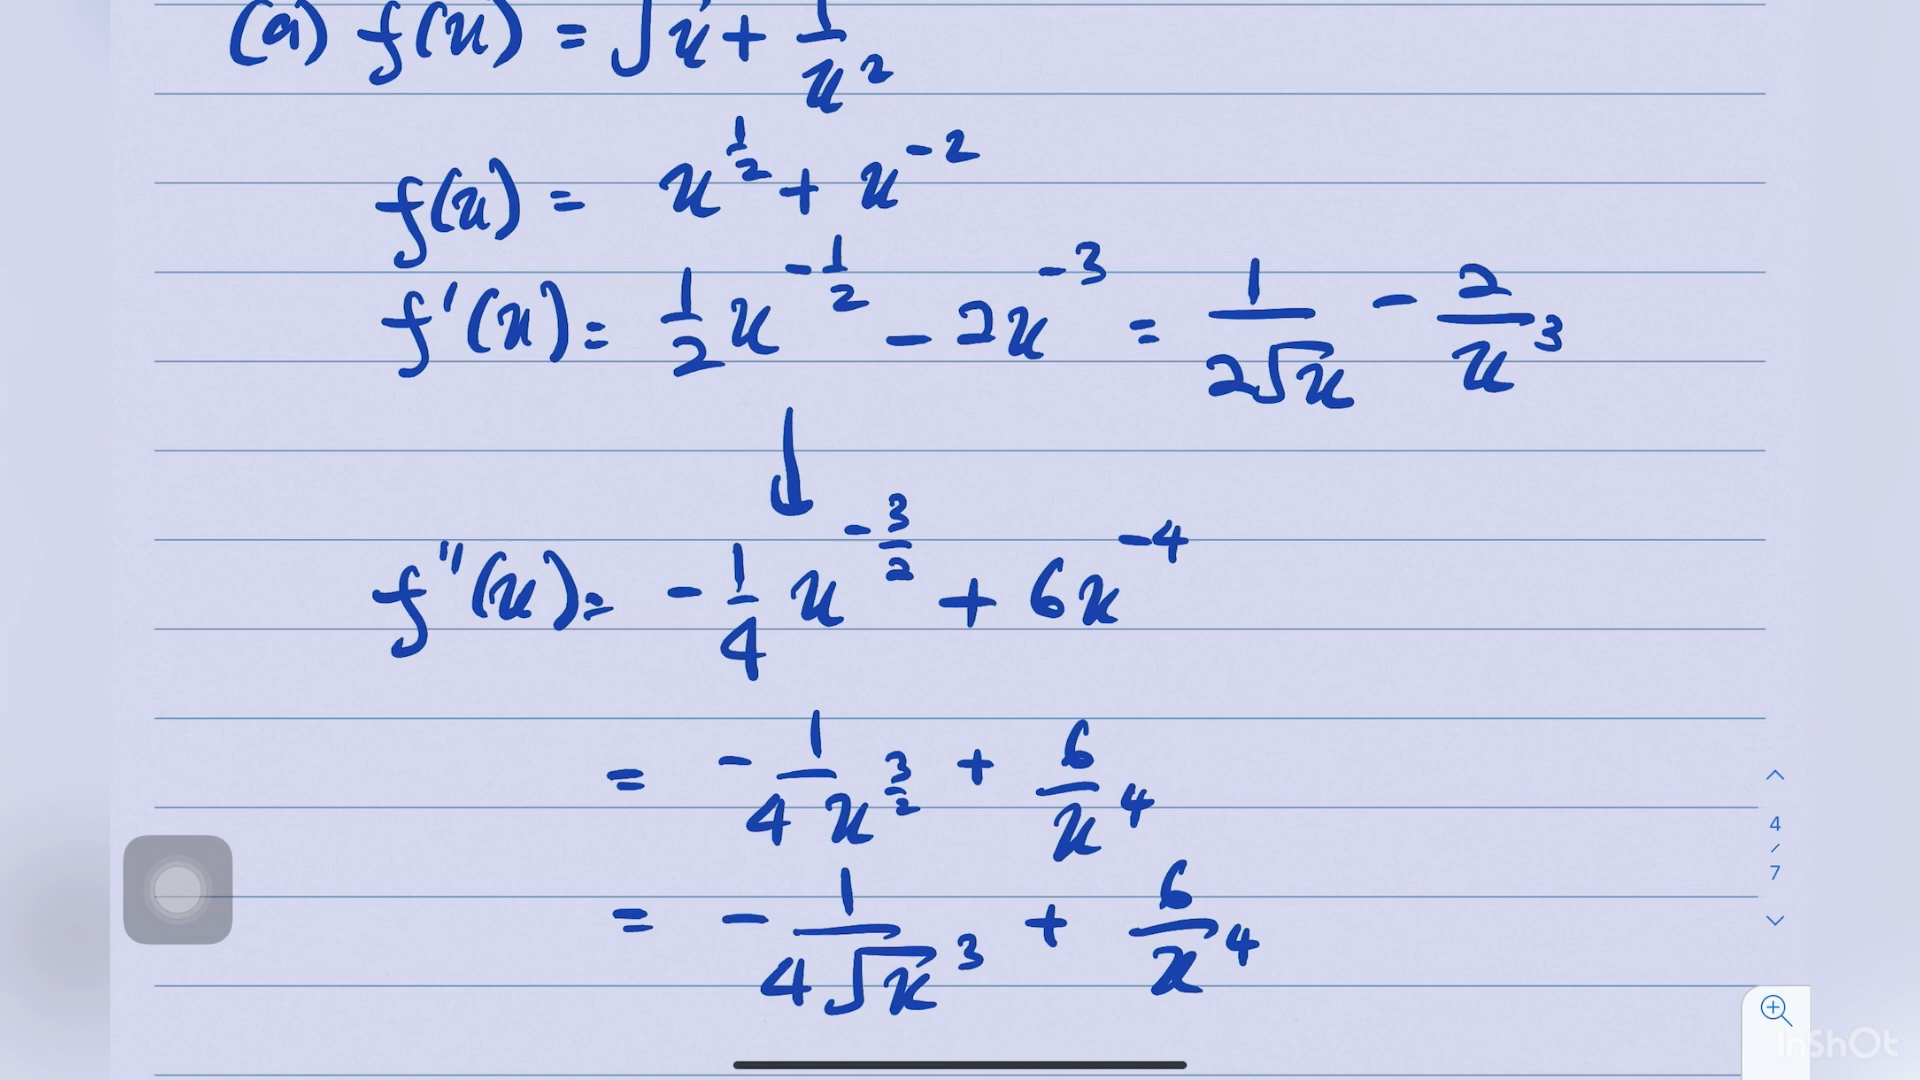 (a) f(x) = √x + 1/x²
f(x) = x^(1/2) + x^(-2)
f'(x) = 1/2 x^(-1/2) - 2x^(-3) = 1/(2√x) - 2/x³
↓
f"(x) = -1/4 x^(-3/2) + 6x^(-4)
= -1/(4x^(3/2)) + 6/x⁴
= -1/(4√x³) + 6/x⁴
4/7
InShOt